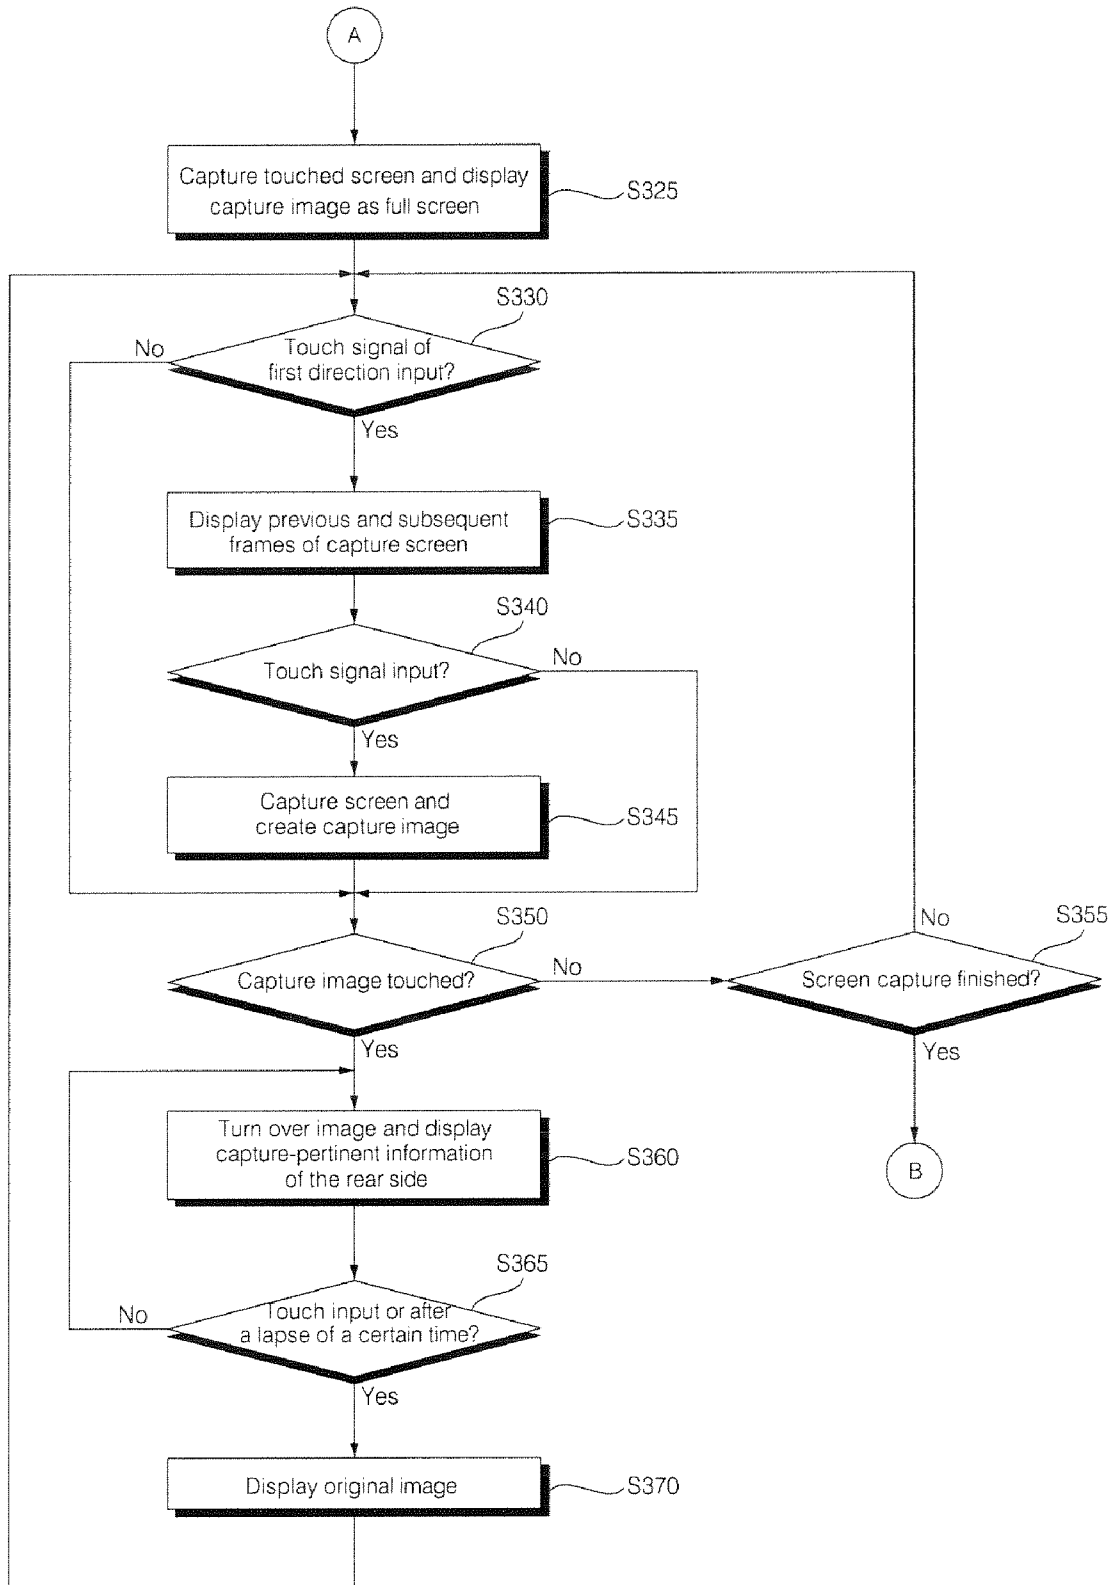 A
Capture touched screen and display
capture image as full screen
S325
S330
No
Touch signal of
first direction input?
Yes
Display previous and subsequent
frames of capture screen
S335
S340
Touch signal input?
No
Yes
Capture screen and
create capture image
S345
S350
Capture image touched?
No
Yes
No
S355
Screen capture finished?
Yes
B
Turn over image and display
capture-pertinent information
of the rear side
S360
S365
No
Touch input or after
a lapse of a certain time?
Yes
Display original image
S370